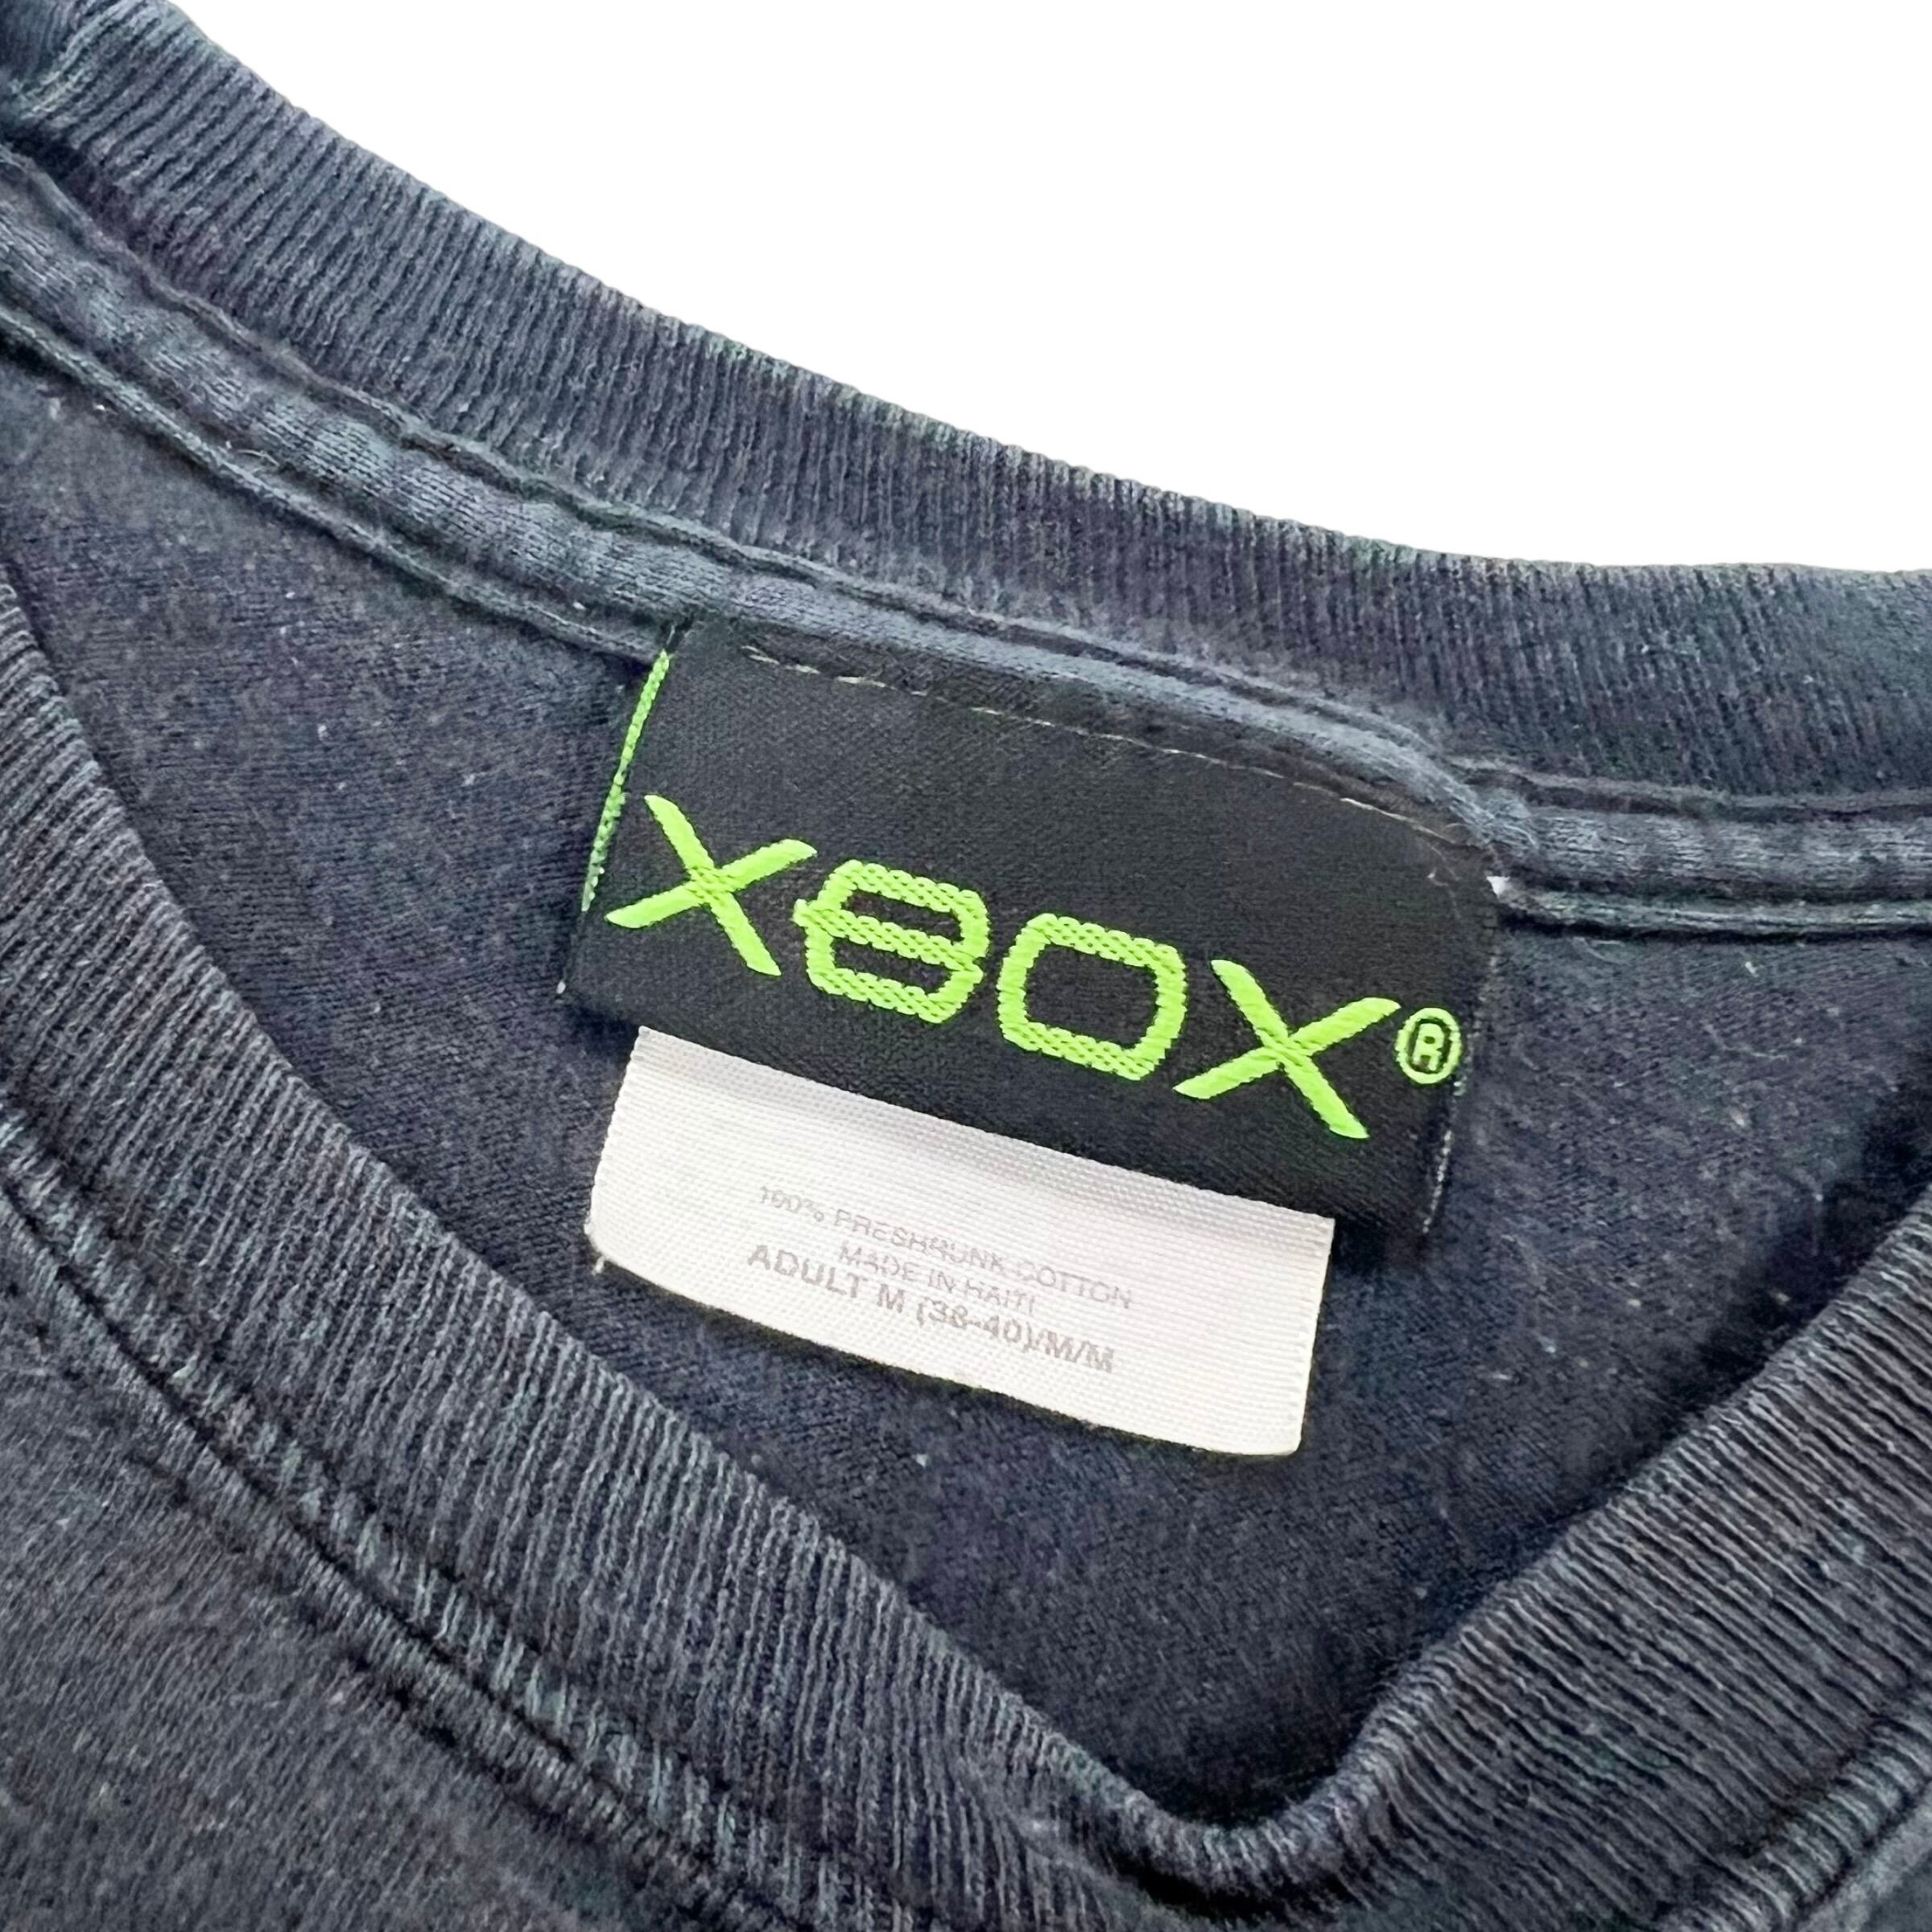 XBOX®
100% PRESHRUNK COTTON
MADE IN HAITI
ADULT M (38-40)/M/M